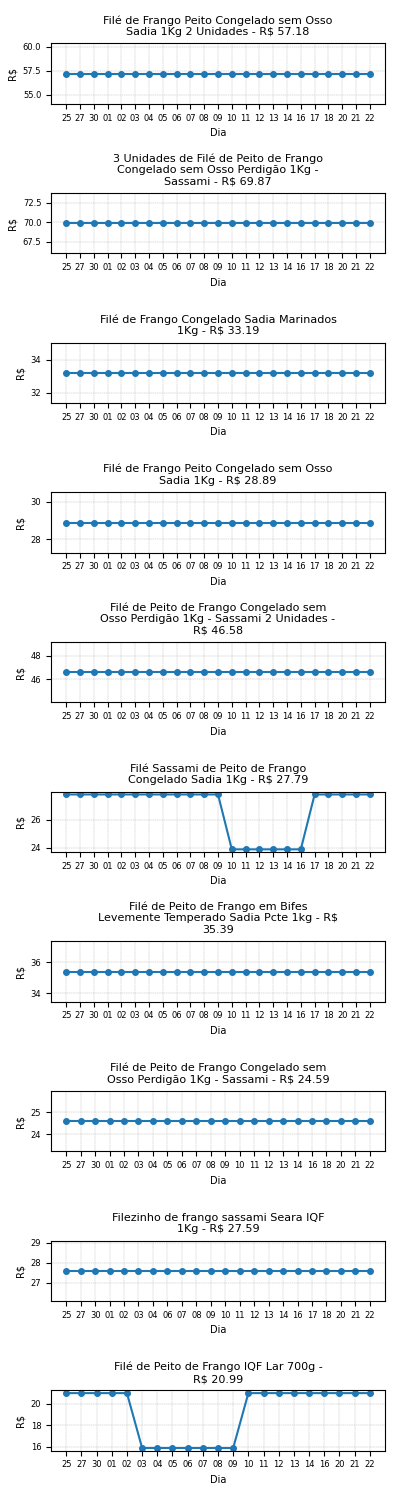 Filé de Frango Peito Congelado sem Osso
Sadia 1Kg 2 Unidades - R$ 57.18
60.0
57.5
55.0
R$
25 27 30 01 02 03 04 05 06 07 08 09 10 11 12 13 14 16 17 18 20 21 22
Dia
3 Unidades de Filé de Peito de Frango
Congelado sem Osso Perdigão 1Kg -
Sassami - R$ 69.87
72.5
70.0
67.5
R$
25 27 30 01 02 03 04 05 06 07 08 09 10 11 12 13 14 16 17 18 20 21 22
Dia
Filé de Frango Congelado Sadia Marinados
1Kg - R$ 33.19
34
32
R$
25 27 30 01 02 03 04 05 06 07 08 09 10 11 12 13 14 16 17 18 20 21 22
Dia
Filé de Frango Peito Congelado sem Osso
Sadia 1Kg - R$ 28.89
30
28
R$
25 27 30 01 02 03 04 05 06 07 08 09 10 11 12 13 14 16 17 18 20 21 22
Dia
Filé de Peito de Frango Congelado sem
Osso Perdigão 1Kg - Sassami 2 Unidades -
R$ 46.58
48
46
R$
25 27 30 01 02 03 04 05 06 07 08 09 10 11 12 13 14 16 17 18 20 21 22
Dia
Filé Sassami de Peito de Frango
Congelado Sadia 1Kg - R$ 27.79
26
24
R$
25 27 30 01 02 03 04 05 06 07 08 09 10 11 12 13 14 16 17 18 20 21 22
Dia
Filé de Peito de Frango em Bifes
Levemente Temperado Sadia Pcte 1kg - R$
35.39
36
34
R$
25 27 30 01 02 03 04 05 06 07 08 09 10 11 12 13 14 16 17 18 20 21 22
Dia
Filé de Peito de Frango Congelado sem
Osso Perdigão 1Kg - Sassami - R$ 24.59
25
24
R$
25 27 30 01 02 03 04 05 06 07 08 09 10 11 12 13 14 16 18 20 21 22
Dia
Filezinho de frango sassami Seara IQF
1Kg - R$ 27.59
29
28
27
R$
25 27 30 01 02 03 04 05 06 07 08 09 10 11 12 13 14 16 18 20 21 22
Dia
Filé de Peito de Frango IQF Lar 700g -
R$ 20.99
20
18
16
R$
25 27 30 01 02 03 04 05 06 07 08 09 10 11 12 13 16 18 20 21 22
Dia